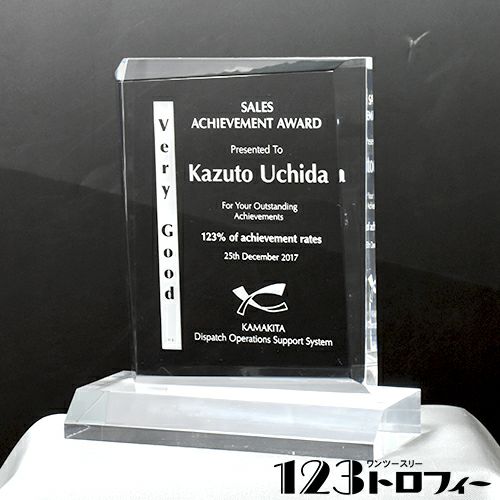 Very Good
SALES
ACHIEVEMENT AWARD
Presented To
Kazuto Uchida
For Your Outstanding
Achievements
123% of achievement rates
25th December 2017
KAMAKITA
Dispatch Operations Support System
ワンツースリー
123トロフィー